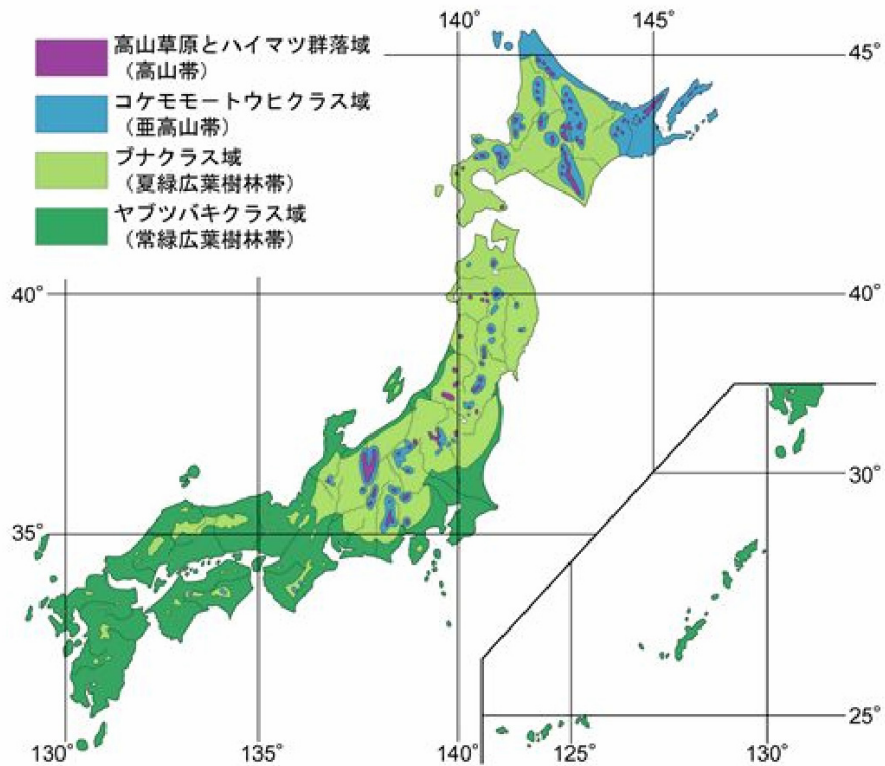 高山草原とハイマツ群落域
（高山帯）
コケモモートウヒクラス域
（亜高山帯）
ブナクラス域
（夏緑広葉樹林帯）
ヤブツバキクラス域
（常緑広葉樹林帯）
140°
145°
45°
40°
40°
30°
35°
25°
130°
135°
140°
125°
130°